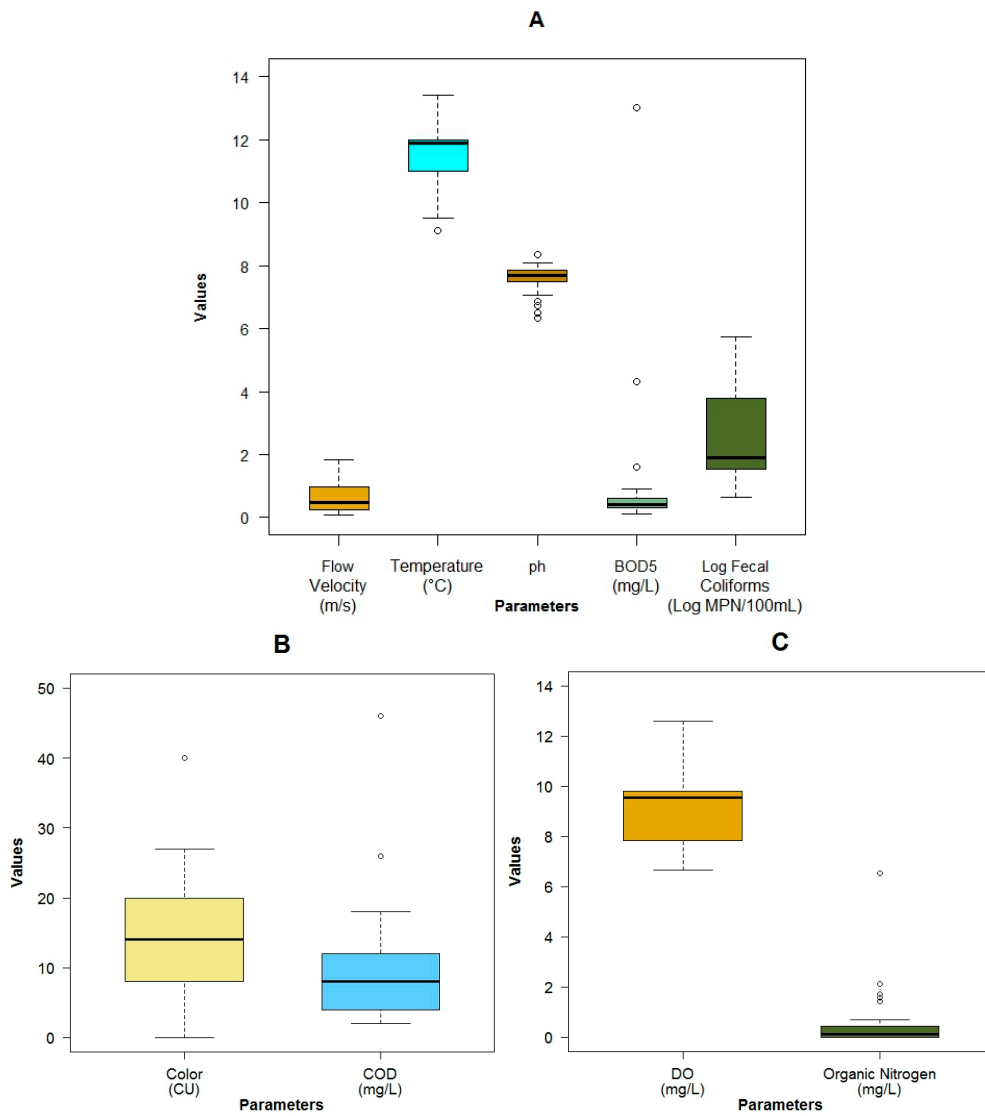 A
14
12
10
8
6
4
2
0
Values
Flow
Velocity
(m/s)
Temperature
(°C)
ph
BOD5
(mg/L)
Log Fecal
Coliforms
(Log MPN/100mL)
Parameters
B
50
40
30
20
10
0
Values
Color
(CU)
COD
(mg/L)
Parameters
C
14
12
10
8
6
4
2
0
Values
DO
(mg/L)
Organic Nitrogen
(mg/L)
Parameters